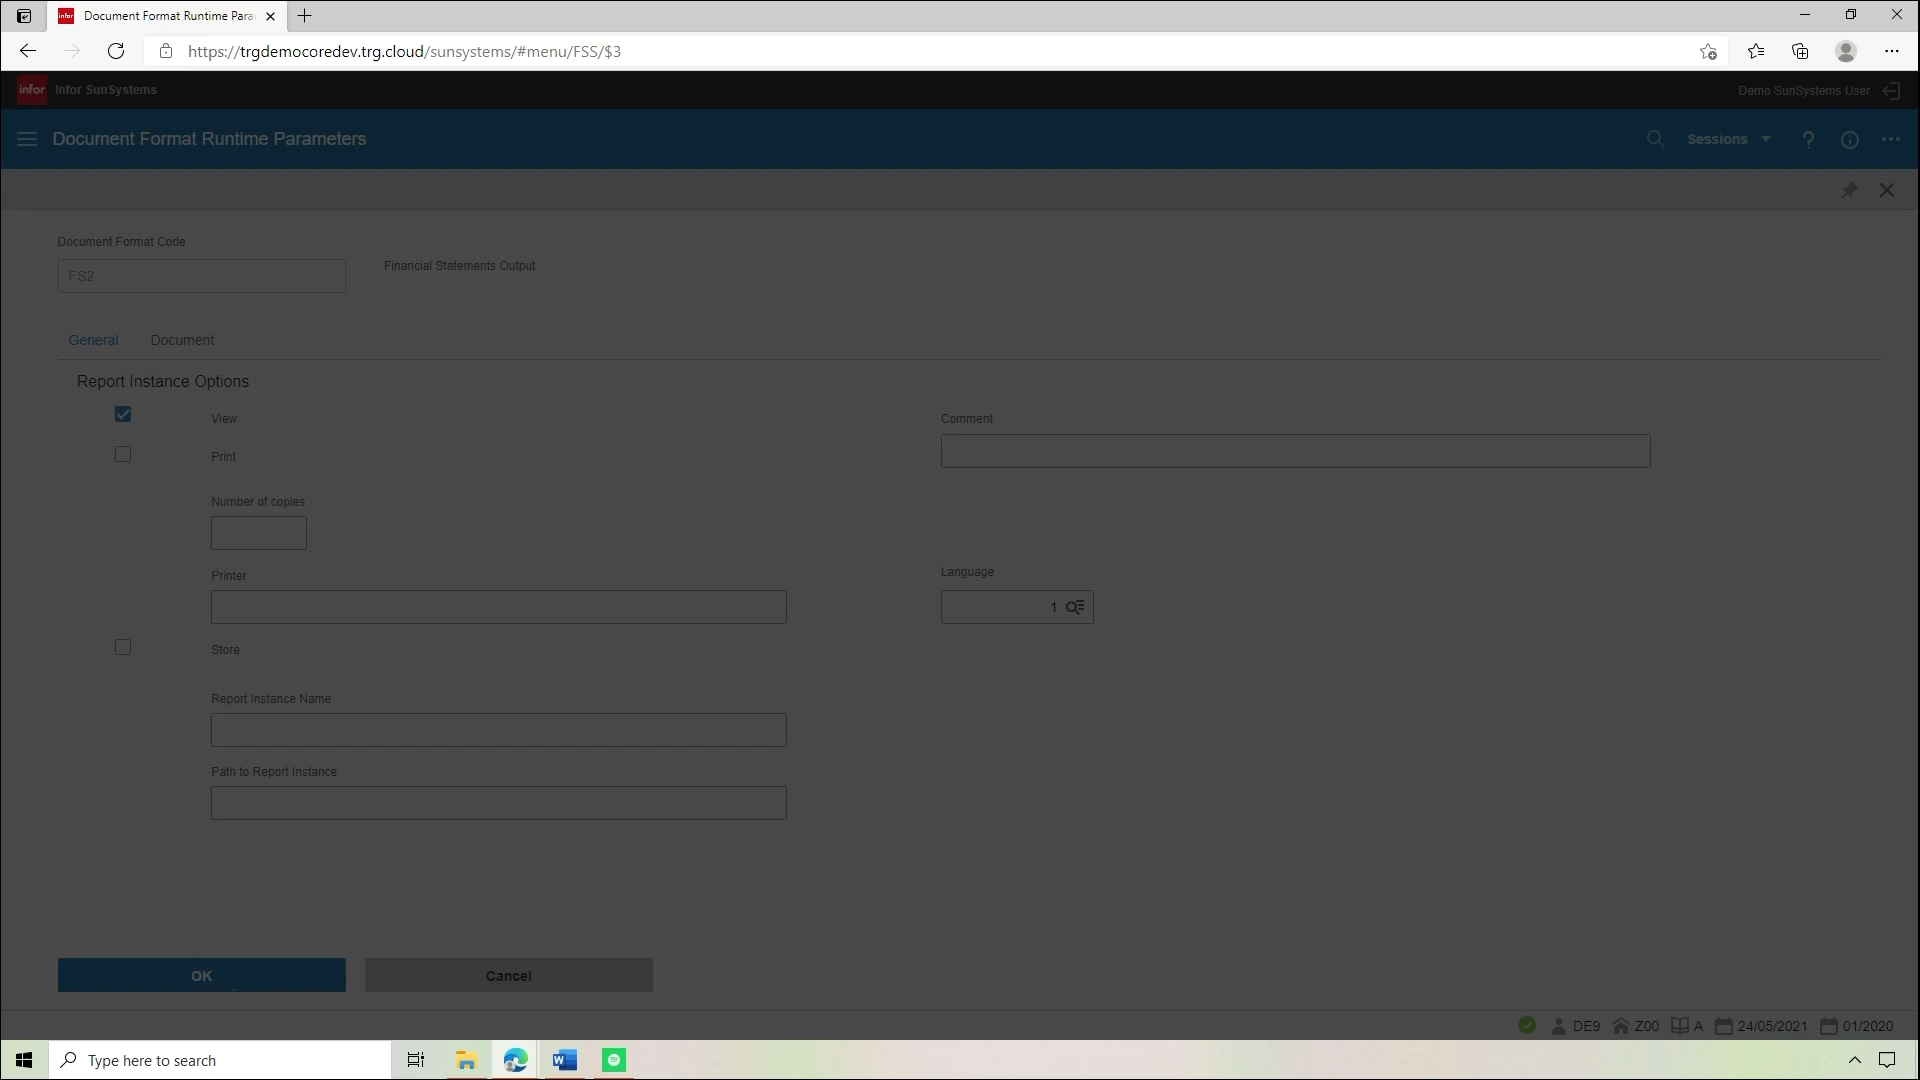 Document Format Runtime Para
https://trgdemocoredev.trg.cloud/sunsystems/#menu/FSS/$3
infor Infor SunSystems
Demo SunSystems User
Document Format Runtime Parameters
Sessions
Document Format Code
FS2
Financial Statements Output
General Document
Report Instance Options
View
Comment
Print
Number of copies
Printer
Language
1
Store
Report Instance Name
Path to Report Instance
OK Cancel
DE9 Z00 A 24/05/2021 01/2020
Type here to search